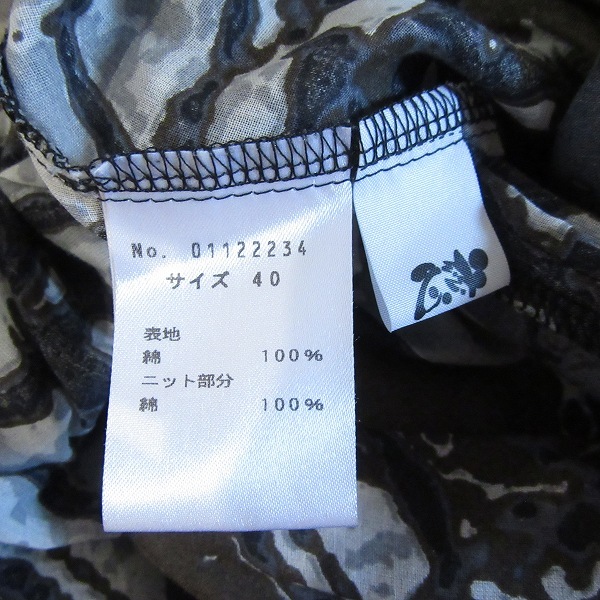 No. 01122234
サイズ 40
表地
綿 100%
ニット部分
綿 100%